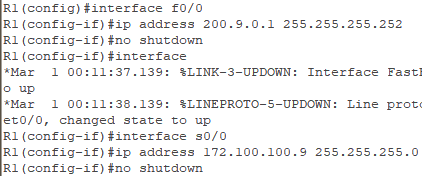 R1(config)#interface f0/0
R1(config-if)#ip address 200.9.0.1 255.255.255.252
R1(config-if)#no shutdown
R1(config-if)#interface
*Mar  1 00:11:37.139: %LINK-3-UPDOWN: Interface
o up
*Mar  1 00:11:38.139: %LINEPROTO-5-UPDOWN: Line
et0/0, changed state to up
R1(config-if)#interface s0/0
R1(config-if)#ip address 172.100.100.9 255.255.255.0
R1(config-if)#no shutdown